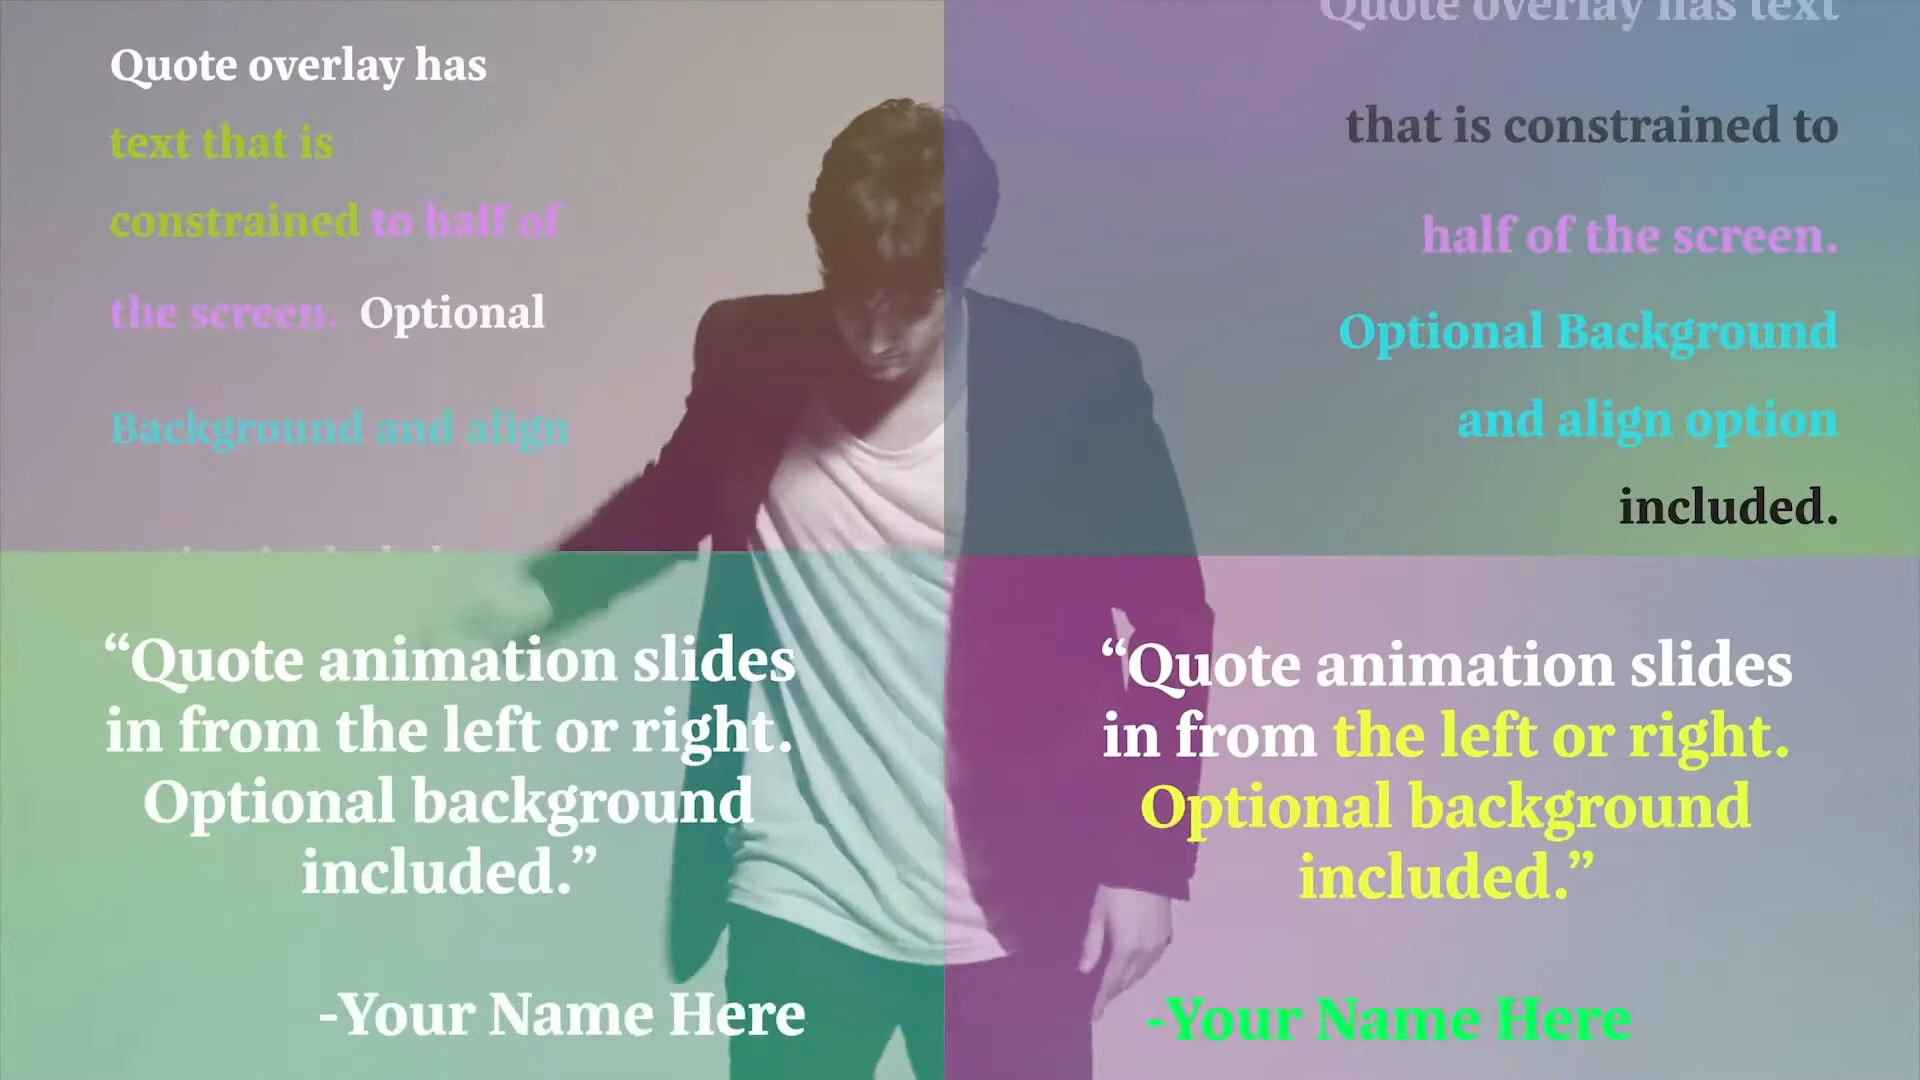 Quote overlay has
text that is
constrained to half of
the screen. Optional
Background and align
Quote overlay has text
that is constrained to
half of the screen.
Optional Background
and align option
included.
“Quote animation slides
in from the left or right.
Optional background
included.”
-Your Name Here
“Quote animation slides
in from the left or right.
Optional background
included.”
-Your Name Here